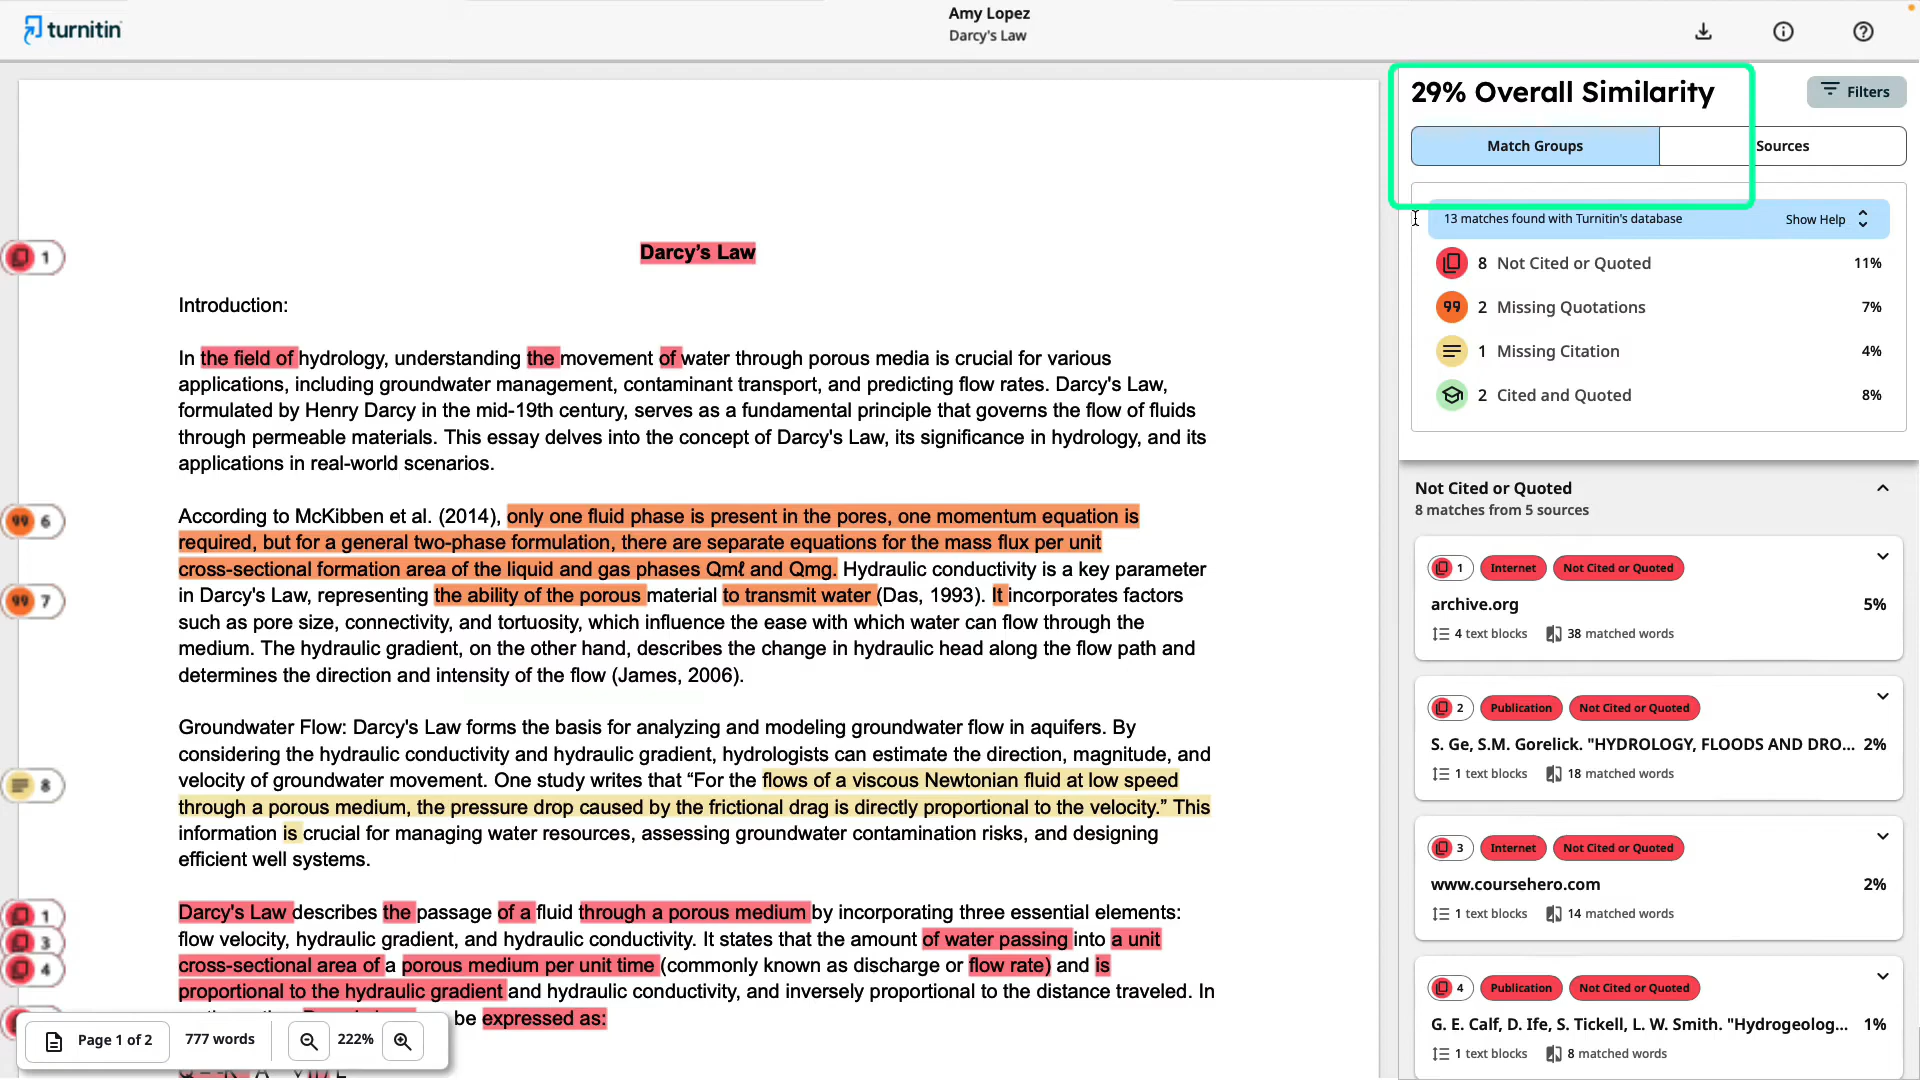 turnitin
Amy Lopez
Darcy's Law
29% Overall Similarity
Filters
Match Groups
Sources
13 matches found with Turnitin's database
Show Help
8 Not Cited or Quoted 11%
99 2 Missing Quotations 7%
1 Missing Citation 4%
2 Cited and Quoted 8%
1
Darcy’s Law
Introduction:
In the field of hydrology, understanding the movement of water through porous media is crucial for various
applications, including groundwater management, contaminant transport, and predicting flow rates. Darcy's Law,
formulated by Henry Darcy in the mid-19th century, serves as a fundamental principle that governs the flow of fluids
through permeable materials. This essay delves into the concept of Darcy's Law, its significance in hydrology, and its
applications in real-world scenarios.
99 6
According to McKibben et al. (2014), only one fluid phase is present in the pores, one momentum equation is
required, but for a general two-phase formulation, there are separate equations for the mass flux per unit
cross-sectional formation area of the liquid and gas phases Qmℓ and Qmg. Hydraulic conductivity is a key parameter
99 7
in Darcy's Law, representing the ability of the porous material to transmit water (Das, 1993). It incorporates factors
such as pore size, connectivity, and tortuosity, which influence the ease with which water can flow through the
medium. The hydraulic gradient, on the other hand, describes the change in hydraulic head along the flow path and
determines the direction and intensity of the flow (James, 2006).
Groundwater Flow: Darcy's Law forms the basis for analyzing and modeling groundwater flow in aquifers. By
considering the hydraulic conductivity and hydraulic gradient, hydrologists can estimate the direction, magnitude, and
8
velocity of groundwater movement. One study writes that “For the flows of a viscous Newtonian fluid at low speed
through a porous medium, the pressure drop caused by the frictional drag is directly proportional to the velocity.” This
information is crucial for managing water resources, assessing groundwater contamination risks, and designing
efficient well systems.
1
3
4
Darcy's Law describes the passage of a fluid through a porous medium by incorporating three essential elements:
flow velocity, hydraulic gradient, and hydraulic conductivity. It states that the amount of water passing into a unit
cross-sectional area of a porous medium per unit time (commonly known as discharge or flow rate) and is
proportional to the hydraulic gradient and hydraulic conductivity, and inversely proportional to the distance traveled. In
be expressed as:
Page 1 of 2
777 words
222%
Not Cited or Quoted
8 matches from 5 sources
1 Internet Not Cited or Quoted
archive.org 5%
4 text blocks 38 matched words
2 Publication Not Cited or Quoted
S. Ge, S.M. Gorelick. "HYDROLOGY, FLOODS AND DRO... 2%
1 text blocks 18 matched words
3 Internet Not Cited or Quoted
www.coursehero.com 2%
1 text blocks 14 matched words
4 Publication Not Cited or Quoted
G. E. Calf, D. Ife, S. Tickell, L. W. Smith. "Hydrogeolog... 1%
1 text blocks 8 matched words